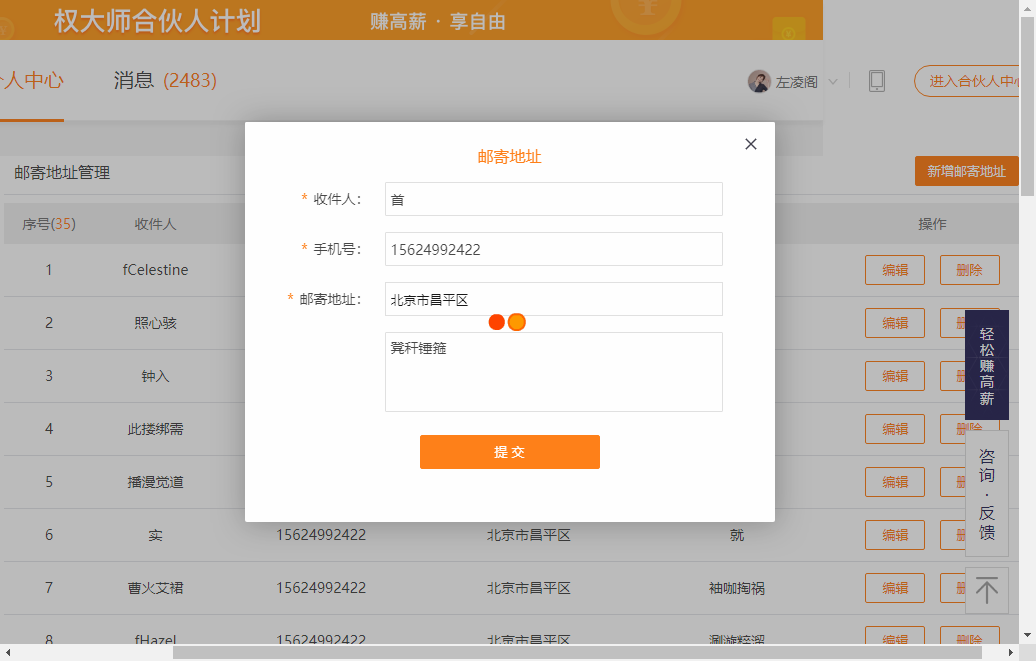 权大师合伙人计划 赚高薪 · 享自由
个人中心 消息 (2483) 左凌阁 进入合伙人中心
邮寄地址管理 新增邮寄地址
序号(35) 收件人 操作
邮寄地址
* 收件人： 首
* 手机号： 15624992422
* 邮寄地址： 北京市昌平区
凳秆锤箍
提交
1 fCelestine 编辑 删除
2 照心骇 编辑
3 钟入 编辑
4 此搂绑需 编辑 删除
5 播漫觉道 编辑
6 实 15624992422 北京市昌平区 就 编辑
7 曹火艾裙 15624992422 北京市昌平区 袖咖掏祸 编辑
8 fHazel 15624992422 北京市昌平区 编辑 删除
轻松赚高薪
咨询·反馈